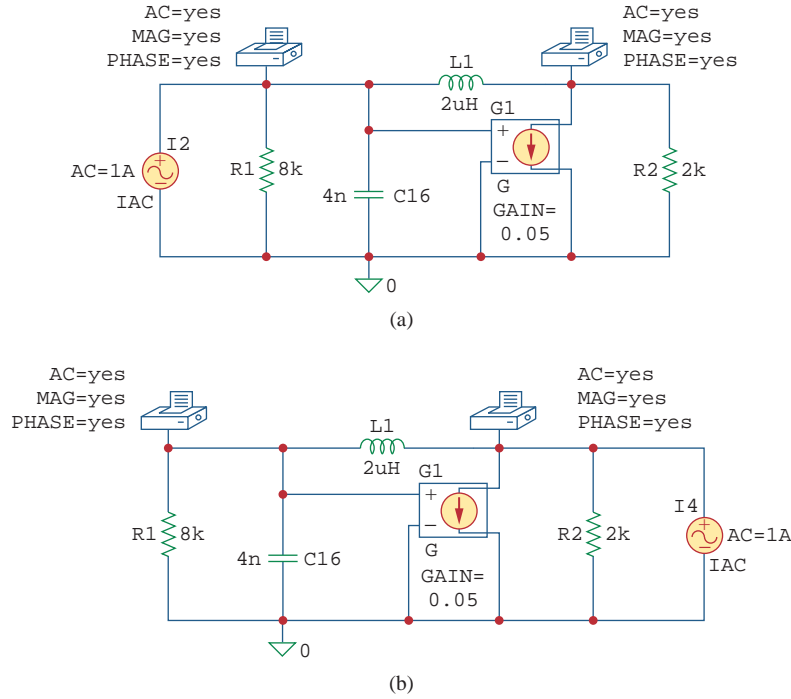 AC=yes
MAG=yes
PHASE=yes
AC=yes
MAG=yes
PHASE=yes
L1
2uH
G1
I2
+
−
AC=1A
IAC
R1
8k
4n
C16
+
−
G
GAIN=
0.05
R2
2k
0
(a)
AC=yes
MAG=yes
PHASE=yes
AC=yes
MAG=yes
PHASE=yes
L1
2uH
G1
R1
8k
4n
C16
+
−
G
GAIN=
0.05
R2
2k
I4
+
−
AC=1A
IAC
0
(b)